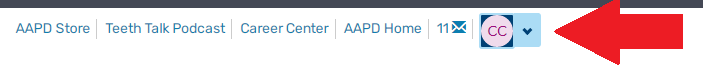 AAPD Store | Teeth Talk Podcast | Career Center | AAPD Home | 11 CC